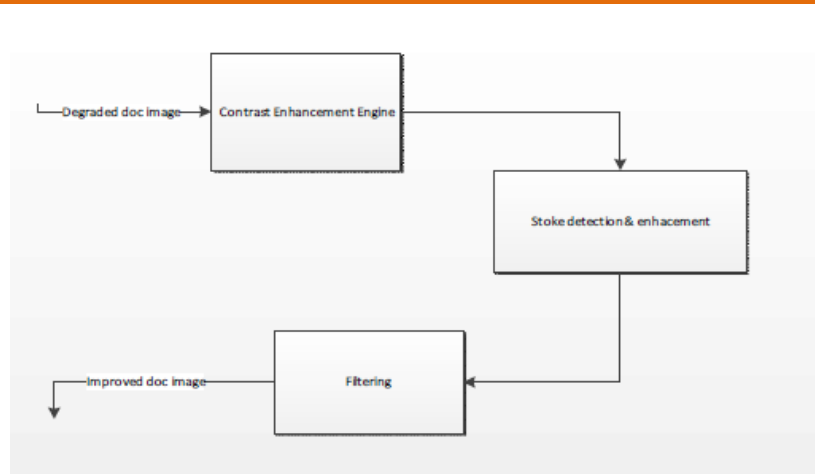 Degraded doc image
Contrast Enhancement Engine
Stoke detection & enhacement
Improved doc image
Filtering